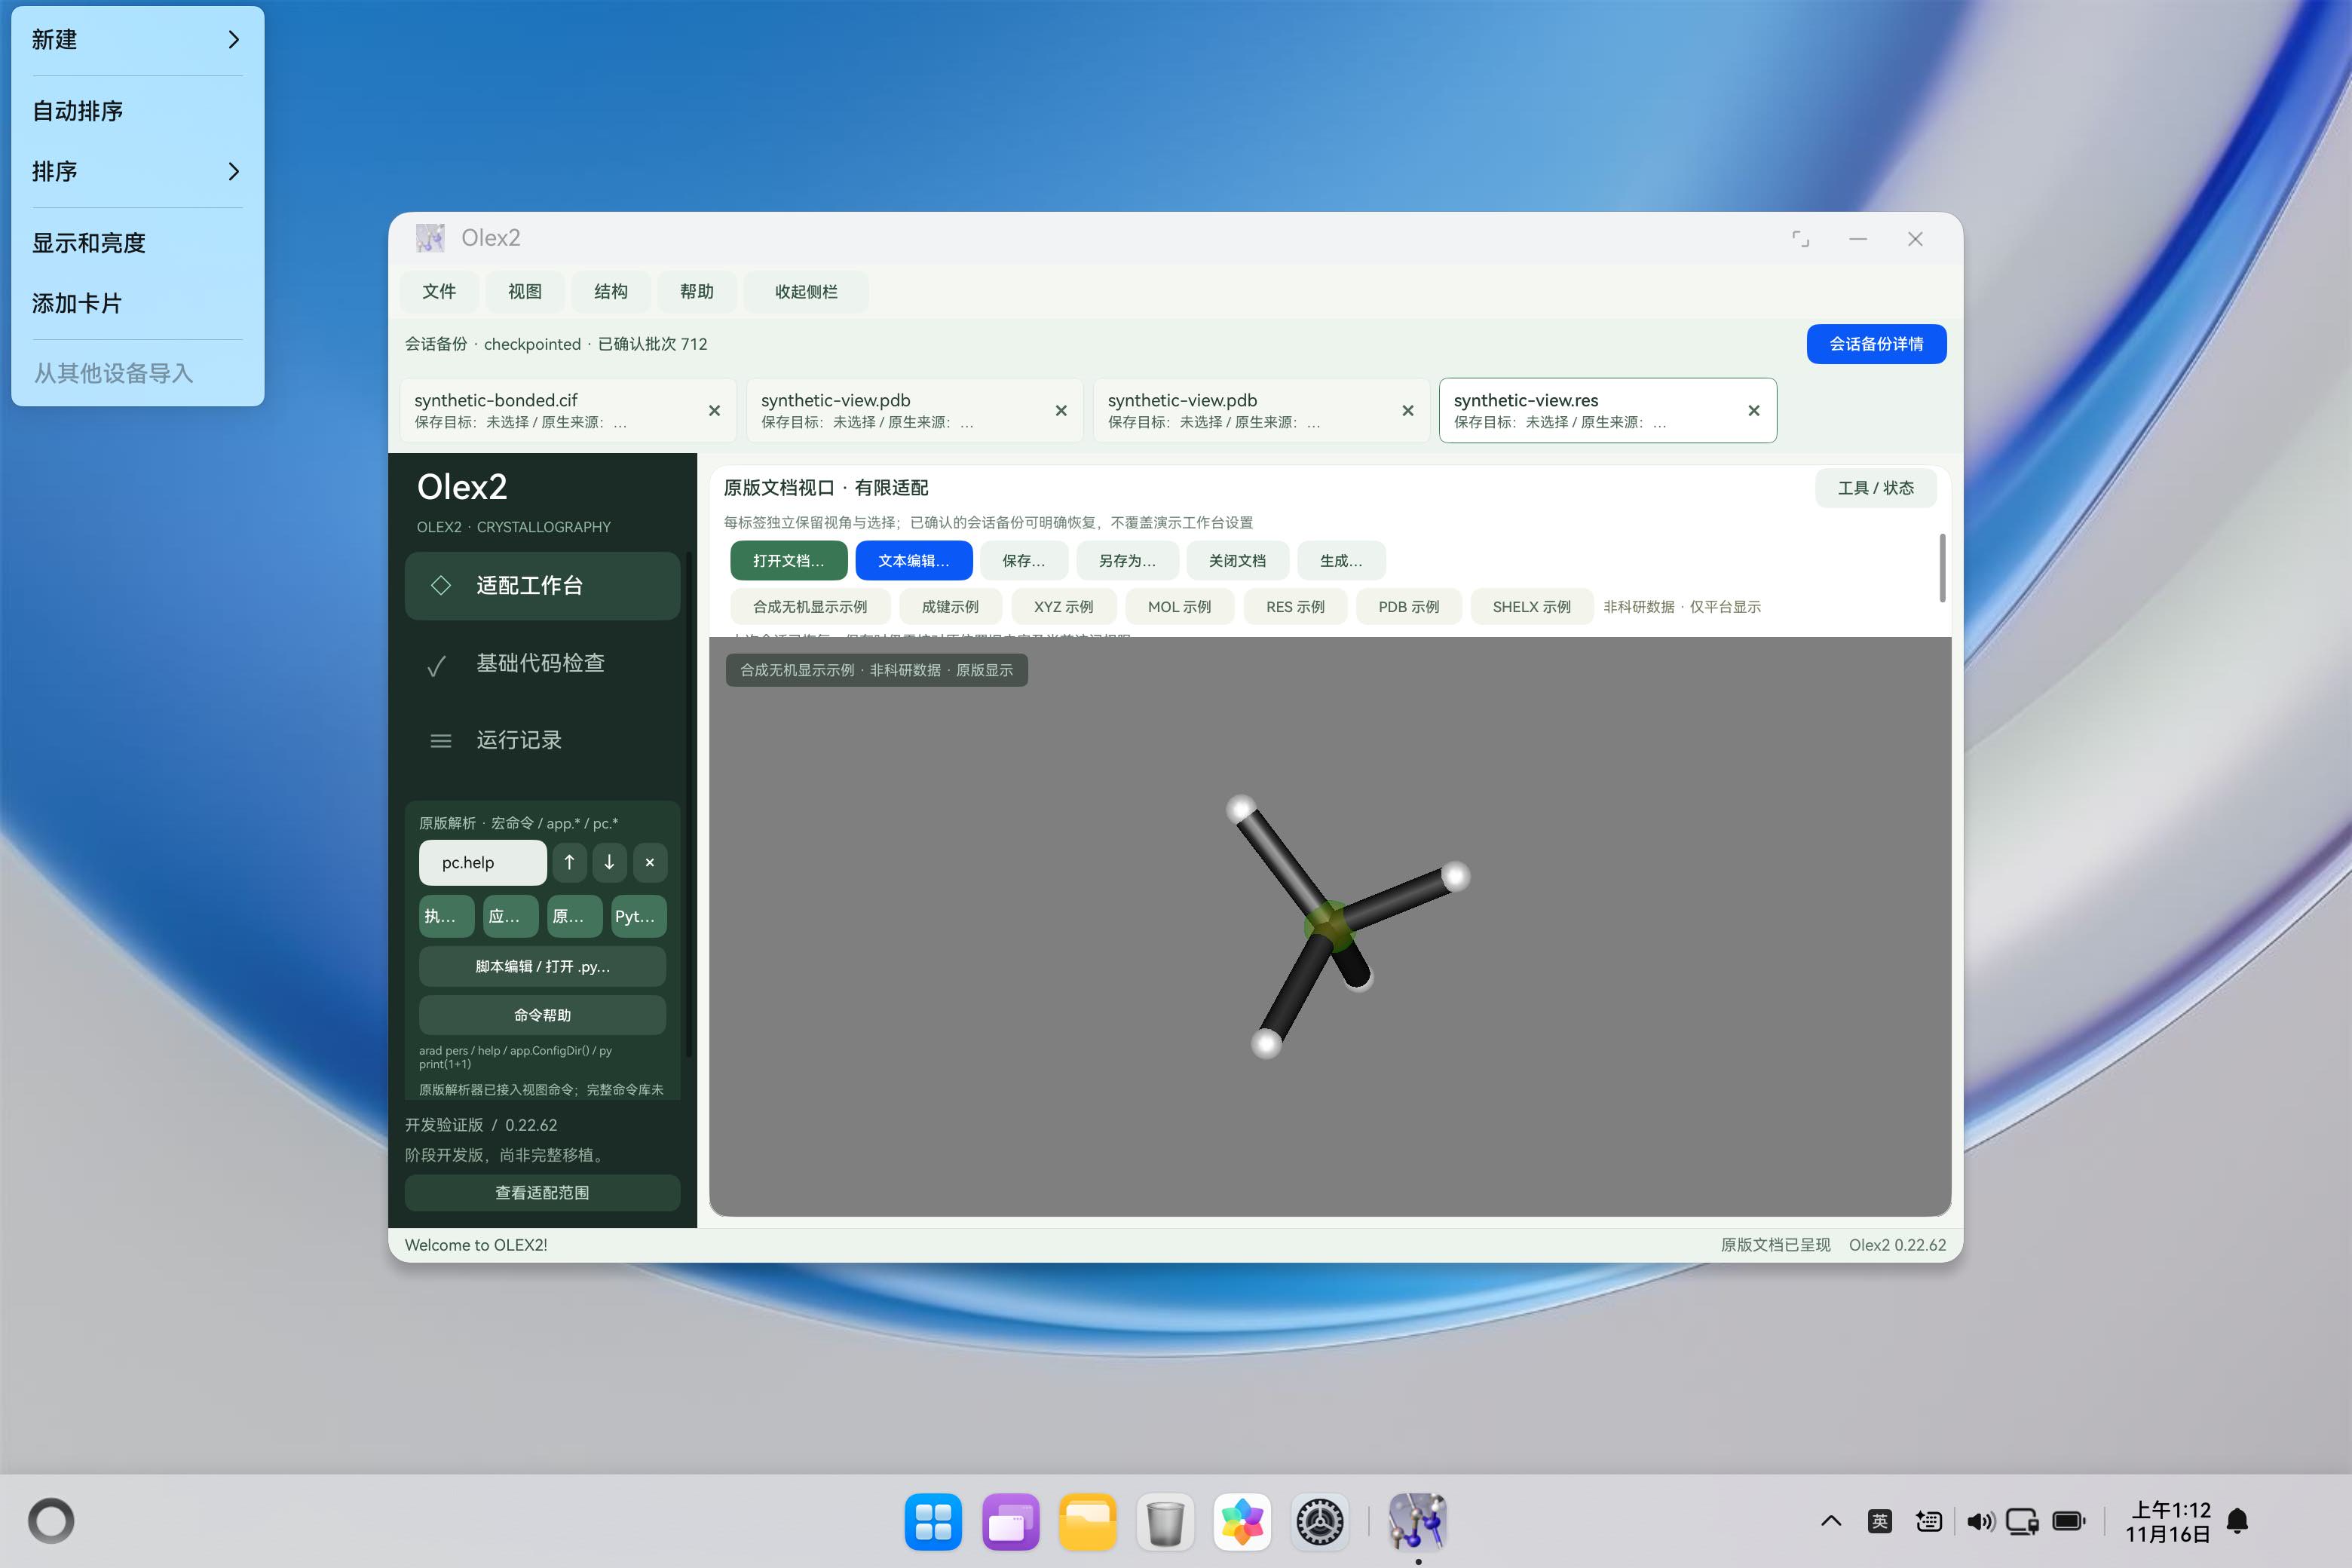 新建
自动排序
排序
显示和亮度
添加卡片
从其他设备导入
Olex2
文件 视图 结构 帮助 收起侧栏
会话备份 · checkpointed · 已确认批次 712
会话备份详情
synthetic-bonded.cif
保存目标：未选择 / 原生来源：…
synthetic-view.pdb
保存目标：未选择 / 原生来源：…
synthetic-view.pdb
保存目标：未选择 / 原生来源：…
synthetic-view.res
保存目标：未选择 / 原生来源：…
Olex2
OLEX2 · CRYSTALLOGRAPHY
适配工作台
基础代码检查
运行记录
原版解析 · 宏命令 / app.* / pc.*
pc.help
执… 应… 原… Pyt…
脚本编辑 / 打开 .py…
命令帮助
arad pers / help / app.ConfigDir() / py
print(1+1)
原版解析器已接入视图命令；完整命令库未
开发验证版 / 0.22.62
阶段开发版，尚非完整移植。
查看适配范围
原版文档视口 · 有限适配
工具 / 状态
每标签独立保留视角与选择；已确认的会话备份可明确恢复，不覆盖演示工作台设置
打开文档… 文本编辑… 保存… 另存为… 关闭文档 生成…
合成无机显示示例 成键示例 XYZ 示例 MOL 示例 RES 示例 PDB 示例 SHELX 示例 非科研数据 · 仅平台显示
合成无机显示示例 · 非科研数据 · 原版显示
Welcome to OLEX2!
原版文档已呈现 Olex2 0.22.62
英
上午1:12
11月16日